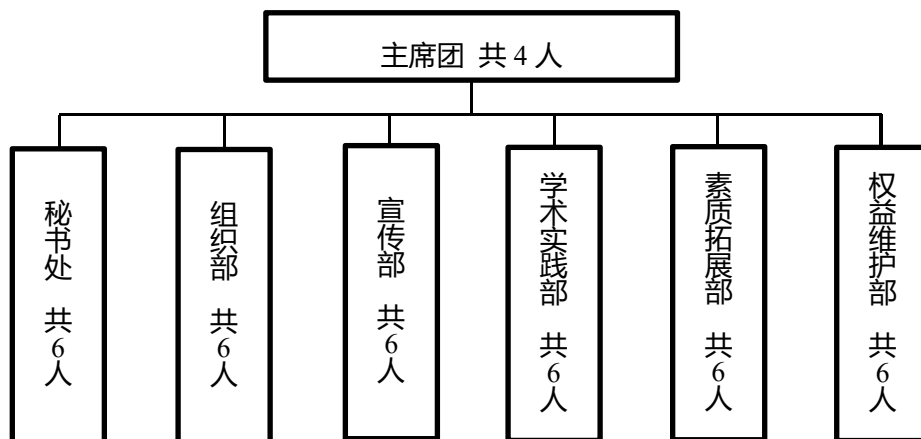 主席团 共 4 人
秘书处 共6人
组织部 共6人
宣传部 共6人
学术实践部 共6人
素质拓展部 共6人
权益维护部 共6人